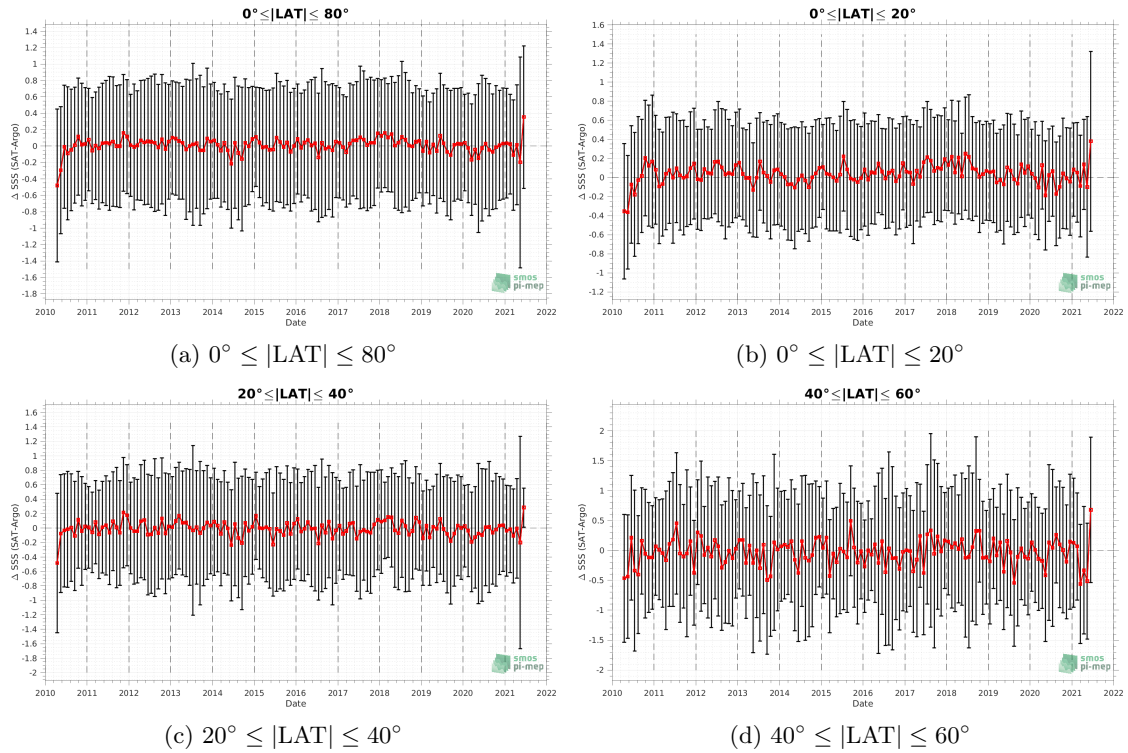 0°≤|LAT|≤ 80°
1.4
1.2
1
0.8
0.6
0.4
0.2
0
-0.2
-0.4
-0.6
-0.8
-1
-1.2
-1.4
-1.6
-1.8
Δ SSS (SAT-Argo)
2010 2011 2012 2013 2014 2015 2016 2017 2018 2019 2020 2021 2022
Date
smos
pi-mep
(a) 0° ≤ |LAT| ≤ 80°
0°≤|LAT|≤ 20°
1.6
1.4
1.2
1
0.8
0.6
0.4
0.2
0
-0.2
-0.4
-0.6
-0.8
-1
-1.2
Δ SSS (SAT-Argo)
2010 2011 2012 2013 2014 2015 2016 2017 2018 2019 2020 2021 2022
Date
smos
pi-mep
(b) 0° ≤ |LAT| ≤ 20°
20°≤|LAT|≤ 40°
1.6
1.4
1.2
1
0.8
0.6
0.4
0.2
0
-0.2
-0.4
-0.6
-0.8
-1
-1.2
-1.4
-1.6
-1.8
-2
Δ SSS (SAT-Argo)
2010 2011 2012 2013 2014 2015 2016 2017 2018 2019 2020 2021 2022
Date
smos
pi-mep
(c) 20° ≤ |LAT| ≤ 40°
40°≤|LAT|≤ 60°
2
1.5
1
0.5
0
-0.5
-1
-1.5
-2
Δ SSS (SAT-Argo)
2010 2011 2012 2013 2014 2015 2016 2017 2018 2019 2020 2021 2022
Date
smos
pi-mep
(d) 40° ≤ |LAT| ≤ 60°